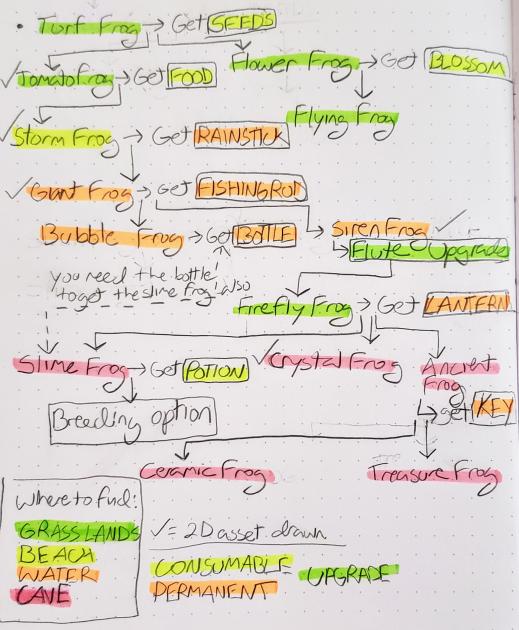 • Turf Frog → Get SEEDS
Flower Frog → Get BLOSSOM
✓ Tomato Frog → Get FOOD
Flying Frog
✓ Storm Frog → Get RAINSTICK
✓ Giant Frog → Get FISHING ROD
Bubble Frog → Get BOTTLE
Siren Frog ✓
↳ Flute Upgrade
you need the bottle
to get the slime frog also
Firefly Frog → Get LANTERN
Slime Frog → Get POTION
✓ Crystal Frog
Ancient
Frog
↳ get KEY
Breeding option
Ceramic Frog
Treasure Frog
Where to find:
GRASSLANDS
BEACH
WATER
CAVE
✓ = 2D asset drawn
CONSUMABLE
UPGRADE
PERMANENT